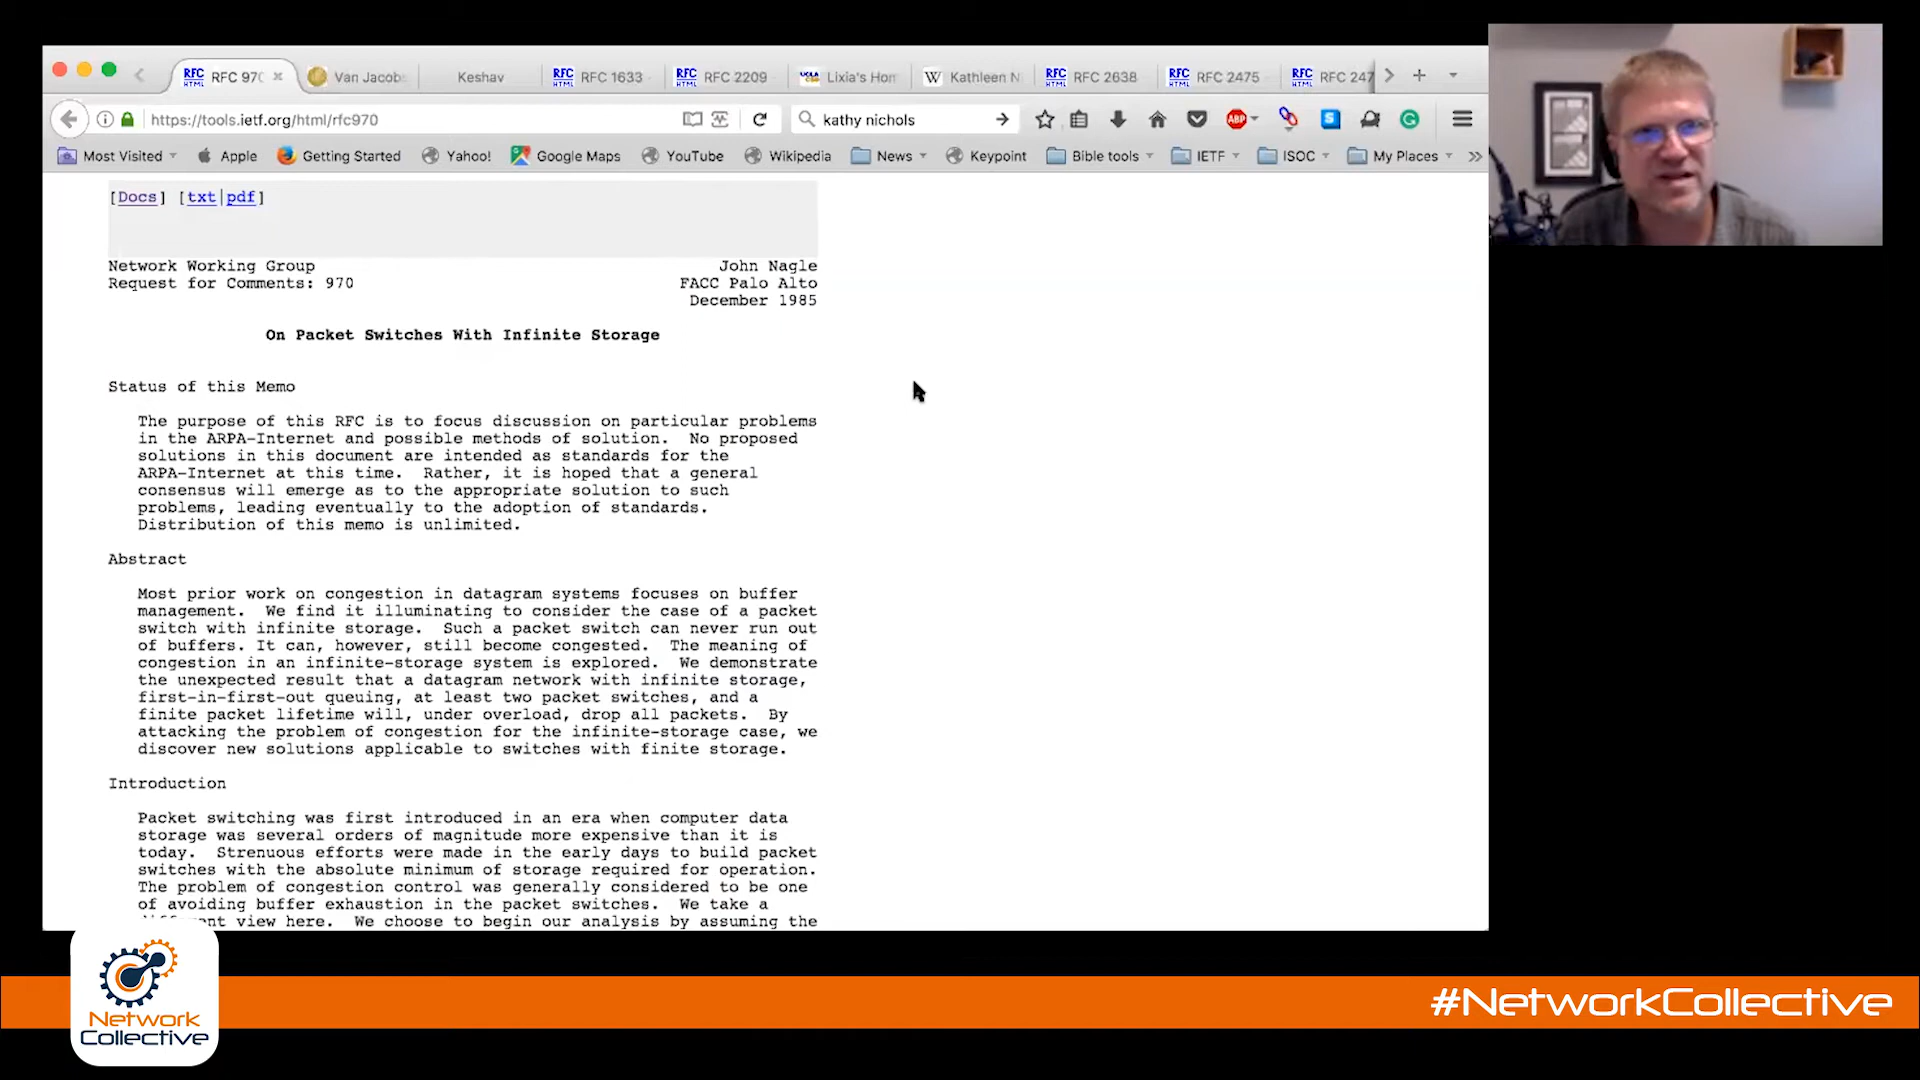 RFC 970
Van Jacobs
Keshav
RFC 1633
RFC 2209
Lixia's Hom
Kathleen N
RFC 2638
RFC 2475
RFC 247
https://tools.ietf.org/html/rfc970
kathy nichols
ABP
Most Visited
Apple
Getting Started
Yahoo!
Google Maps
YouTube
Wikipedia
News
Keypoint
Bible tools
IETF
ISOC
My Places
[Docs] [txt|pdf]
Network Working Group John Nagle
Request for Comments: 970 FACC Palo Alto
December 1985
On Packet Switches With Infinite Storage
Status of this Memo
The purpose of this RFC is to focus discussion on particular problems
in the ARPA-Internet and possible methods of solution. No proposed
solutions in this document are intended as standards for the
ARPA-Internet at this time. Rather, it is hoped that a general
consensus will emerge as to the appropriate solution to such
problems, leading eventually to the adoption of standards.
Distribution of this memo is unlimited.
Abstract
Most prior work on congestion in datagram systems focuses on buffer
management. We find it illuminating to consider the case of a packet
switch with infinite storage. Such a packet switch can never run out
of buffers. It can, however, still become congested. The meaning of
congestion in an infinite-storage system is explored. We demonstrate
the unexpected result that a datagram network with infinite storage,
first-in-first-out queuing, at least two packet switches, and a
finite packet lifetime will, under overload, drop all packets. By
attacking the problem of congestion for the infinite-storage case, we
discover new solutions applicable to switches with finite storage.
Introduction
Packet switching was first introduced in an era when computer data
storage was several orders of magnitude more expensive than it is
today. Strenuous efforts were made in the early days to build packet
switches with the absolute minimum of storage required for operation.
The problem of congestion control was generally considered to be one
of avoiding buffer exhaustion in the packet switches. We take a
different view here. We choose to begin our analysis by assuming the
Network
Collective
#NetworkCollective